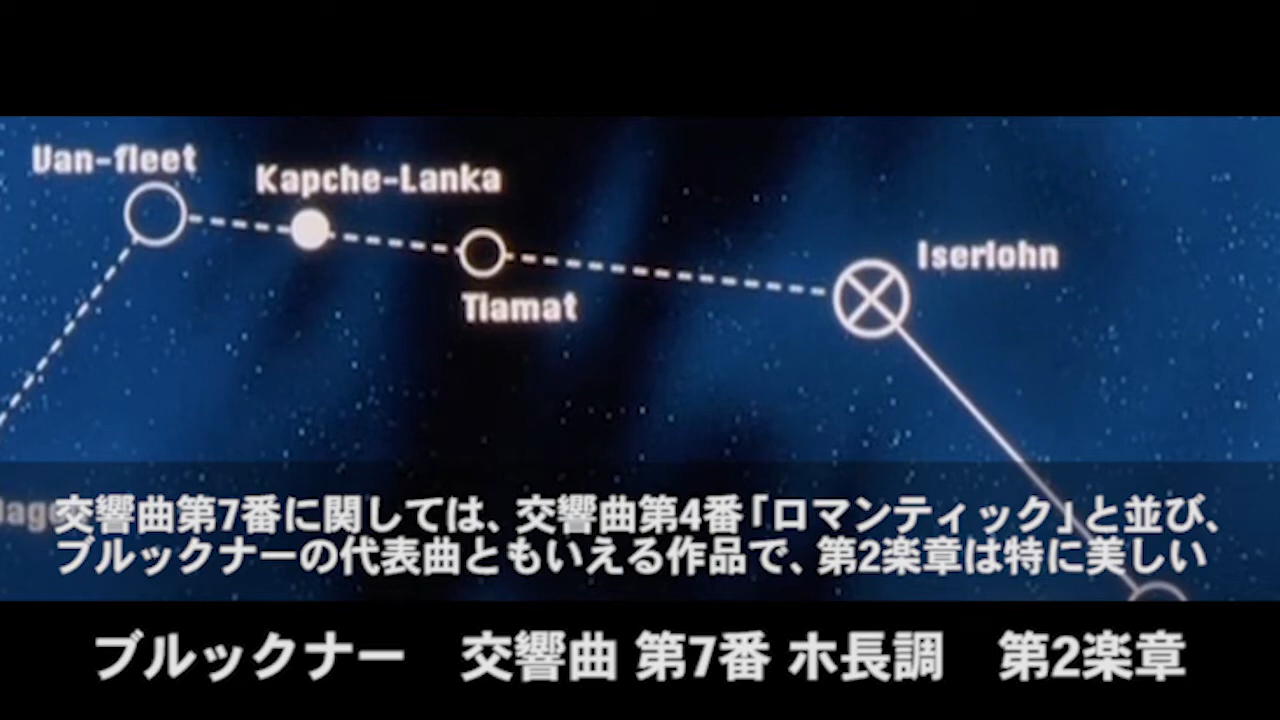 Van-fleet
Kapche-Lanka
Iserlohn
Tiamat
交響曲第7番に関しては、交響曲第4番「ロマンティック」と並び、
ブルックナーの代表曲ともいえる作品で、第2楽章は特に美しい
ブルックナー　交響曲 第7番 ホ長調　第2楽章